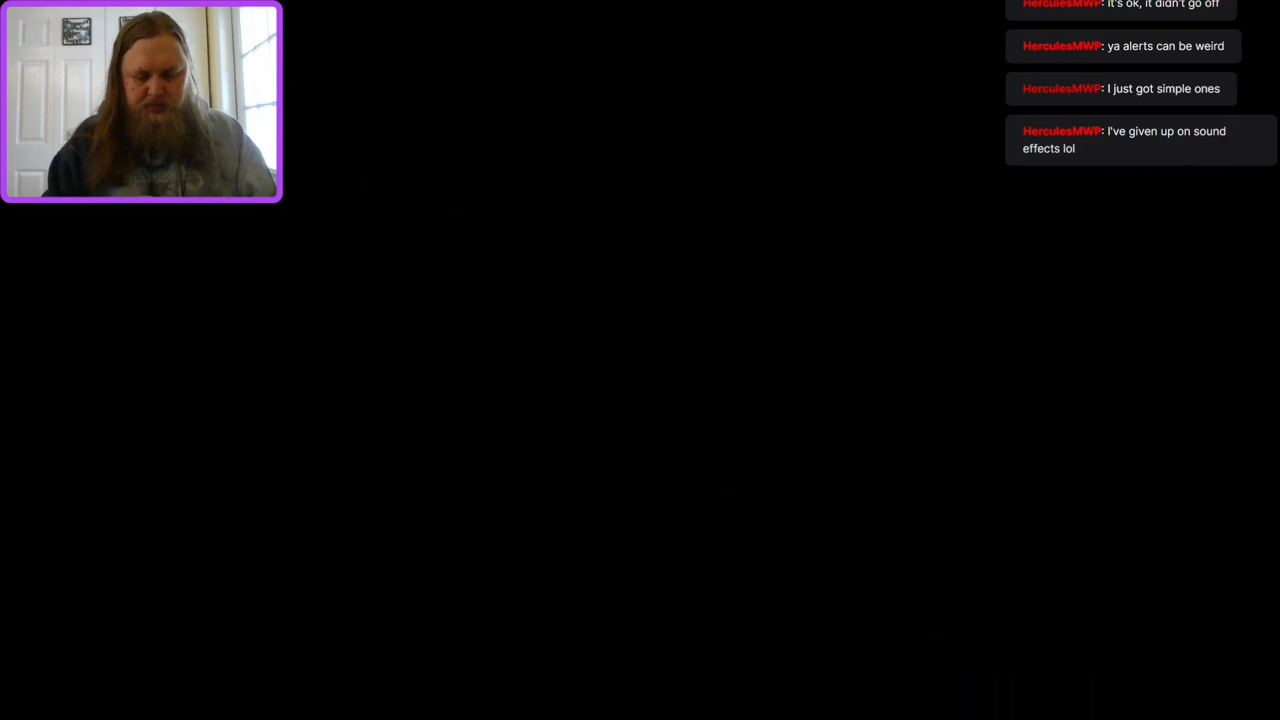 HerculesMWP: it's ok, it didn't go off
HerculesMWP: ya alerts can be weird
HerculesMWP: I just got simple ones
HerculesMWP: I've given up on sound
effects lol